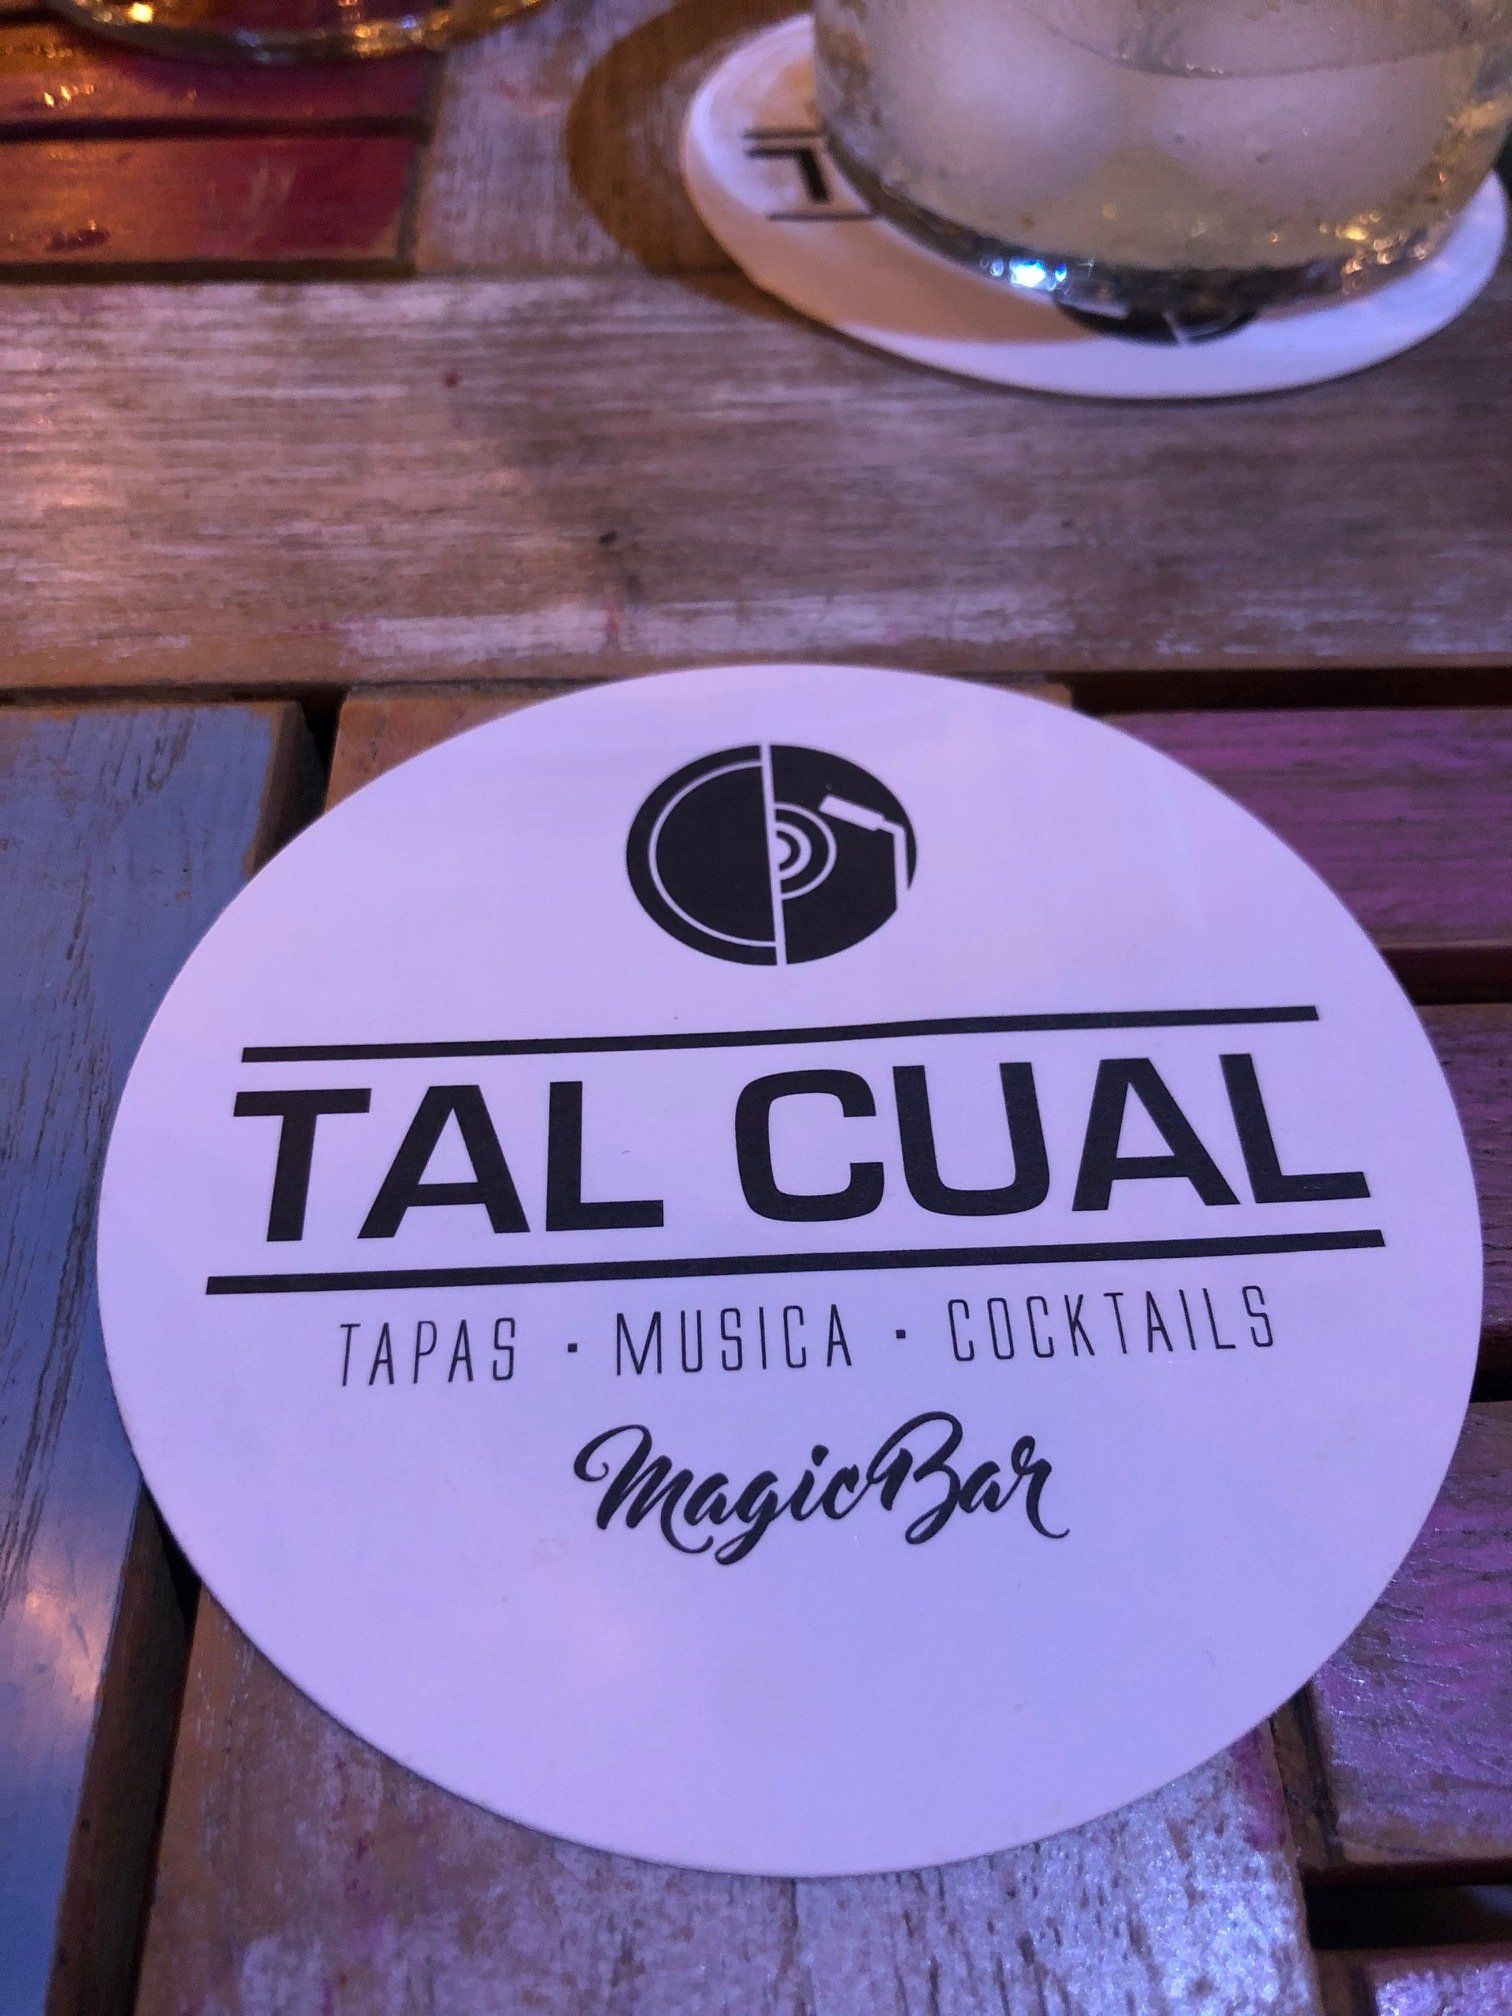 TAL CUAL
TAPAS · MUSICA · COCKTAILS
MagicBar